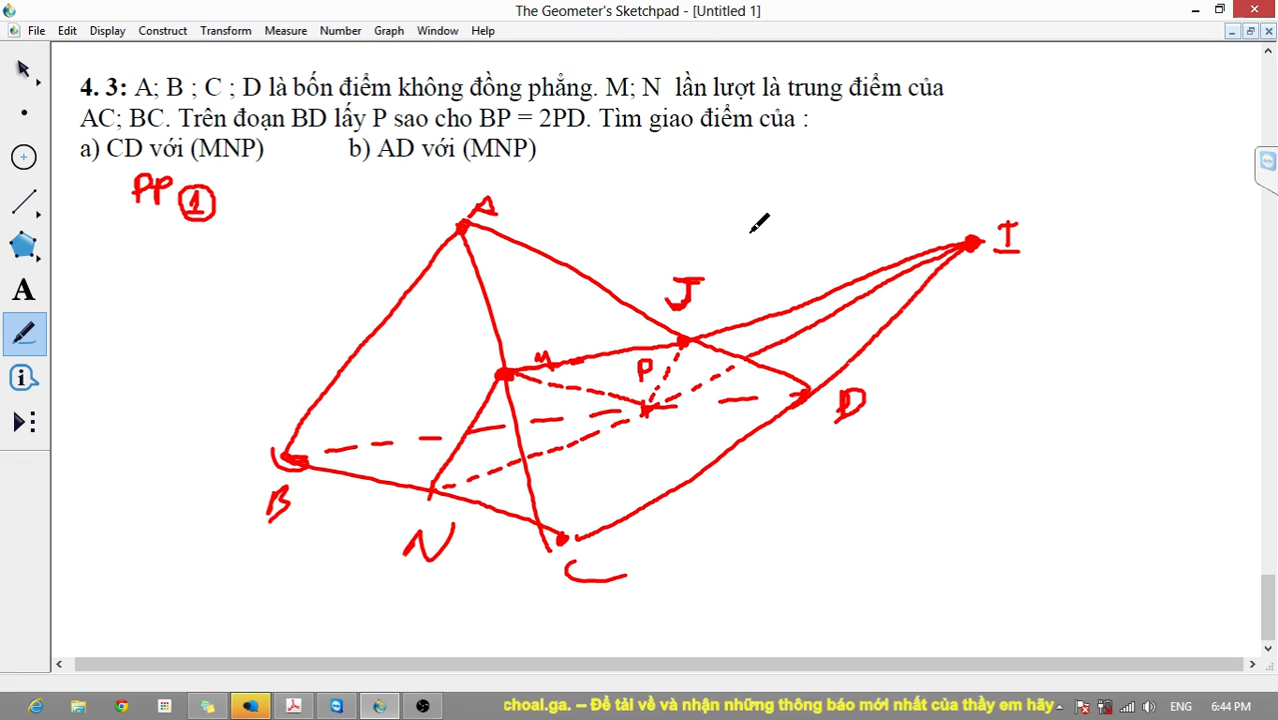 The Geometer's Sketchpad - [Untitled 1]
File Edit Display Construct Transform Measure Number Graph Window Help
4. 3: A; B ; C ; D là bốn điểm không đồng phẳng. M; N lần lượt là trung điểm của
AC; BC. Trên đoạn BD lấy P sao cho BP = 2PD. Tìm giao điểm của :
a) CD với (MNP) b) AD với (MNP)
PP 1
A
I
J
M
P
D
B
N
C
A
choai.ga. – Để tải về và nhận những thông báo mới nhất của thầy em hãy
ENG 6:44 PM